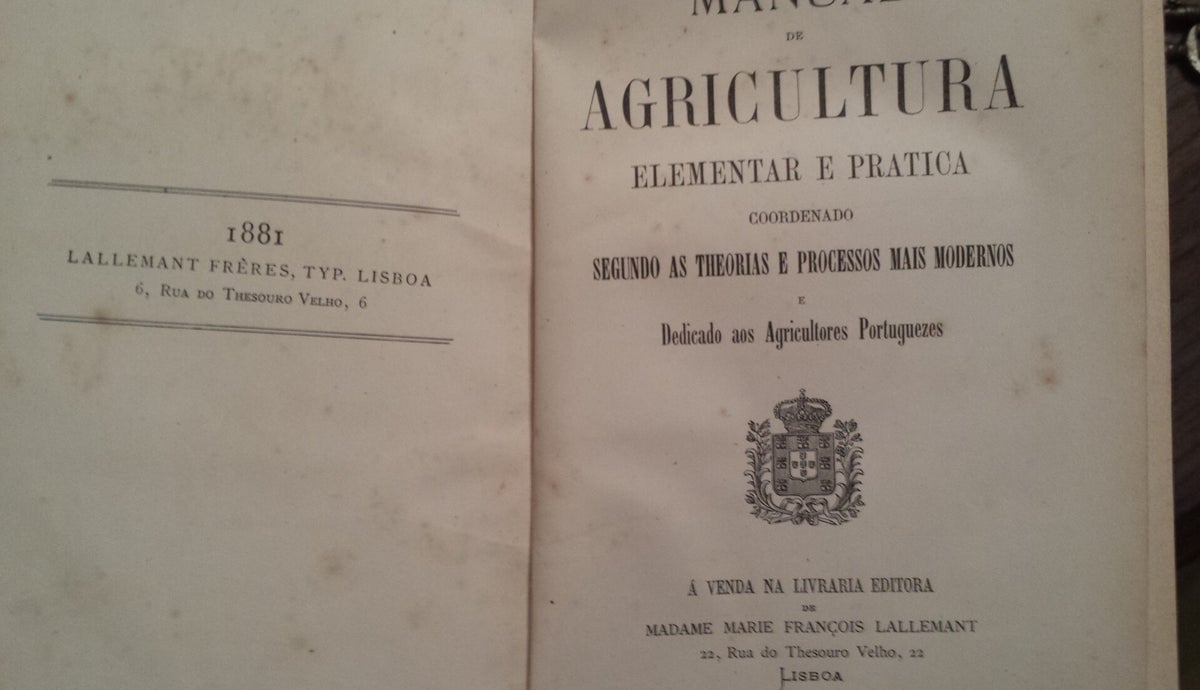 1881
LALLEMANT FRÈRES, TYP. LISBOA
6, RUA DO THESOURO VELHO, 6
MANUAL
DE
AGRICULTURA
ELEMENTAR E PRATICA
COORDENADO
SEGUNDO AS THEORIAS E PROCESSOS MAIS MODERNOS
E
Dedicado aos Agricultores Portuguezes
Á VENDA NA LIVRARIA EDITORA
DE
MADAME MARIE FRANÇOIS LALLEMANT
22, Rua do Thesouro Velho, 22
LISBOA